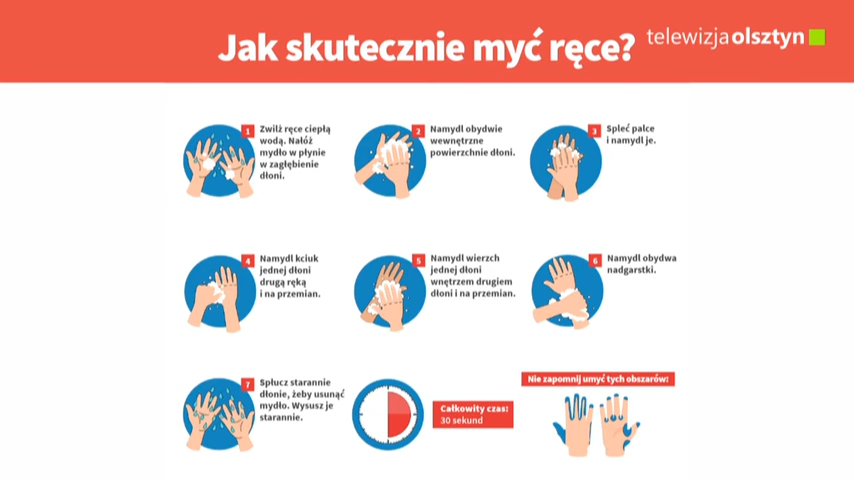 Jak skutecznie myć ręce?
telewizjaolsztyn
1
Zwilż ręce ciepłą
wodą. Nałóż
mydło w płynie
w zagłębienie
dłoni.
2
Namydl obydwie
wewnętrzne
powierzchnie dłoni.
3
Spleć palce
i namydl je.
4
Namydl kciuk
jednej dłoni
drugą ręką
i na przemian.
5
Namydl wierzch
jednej dłoni
wnętrzem drugiem
dłoni i na przemian.
6
Namydl obydwa
nadgarstki.
7
Spłucz starannie
dłonie, żeby usunąć
mydło. Wysusz je
starannie.
Całkowity czas:
30 sekund
Nie zapomnij umyć tych obszarów: